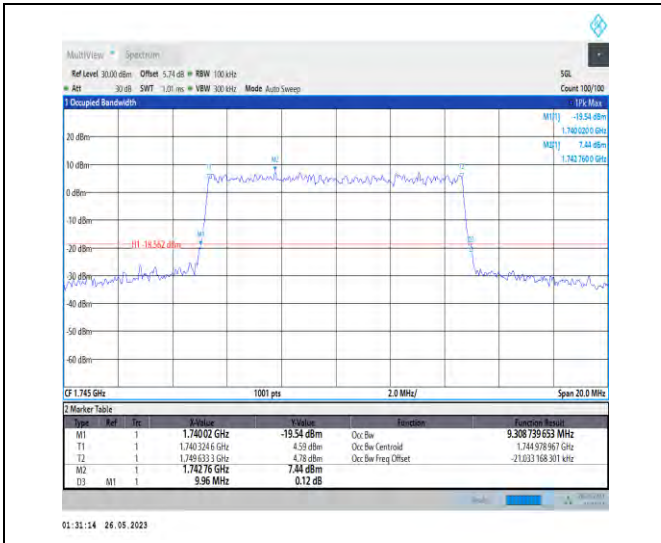 MultiView Spectrum
Ref Level 30.00 dBm Offset 5.74 dB RBW 100 kHz SGL
Att 30 dB SWT 1.01 ms VBW 300 kHz Mode Auto Sweep Count 100/100
1 Occupied Bandwidth 1Pk Max
M1[1] -19.54 dBm
1.740 020 0 GHz
20 dBm M2[1] 7.44 dBm
1.742 760 0 GHz
10 dBm
M2
T1 T2
0 dBm
-10 dBm
M1
H1 -18.562 dBm
-20 dBm
-30 dBm
-40 dBm
-50 dBm
-60 dBm
CF 1.745 GHz 1001 pts 2.0 MHz/ Span 20.0 MHz
2 Marker Table
Type Ref Trc X-Value Y-Value Function Function Result
M1 1 1.740 02 GHz -19.54 dBm Occ Bw 9.308 739 653 MHz
T1 1 1.740 324 6 GHz 4.59 dBm Occ Bw Centroid 1.744 978 967 GHz
T2 1 1.749 633 3 GHz 4.78 dBm Occ Bw Freq Offset -21.033 168 301 kHz
M2 1 1.742 76 GHz 7.44 dBm
D3 M1 1 9.96 MHz 0.12 dB
Ready
01:31:14 26.05.2023